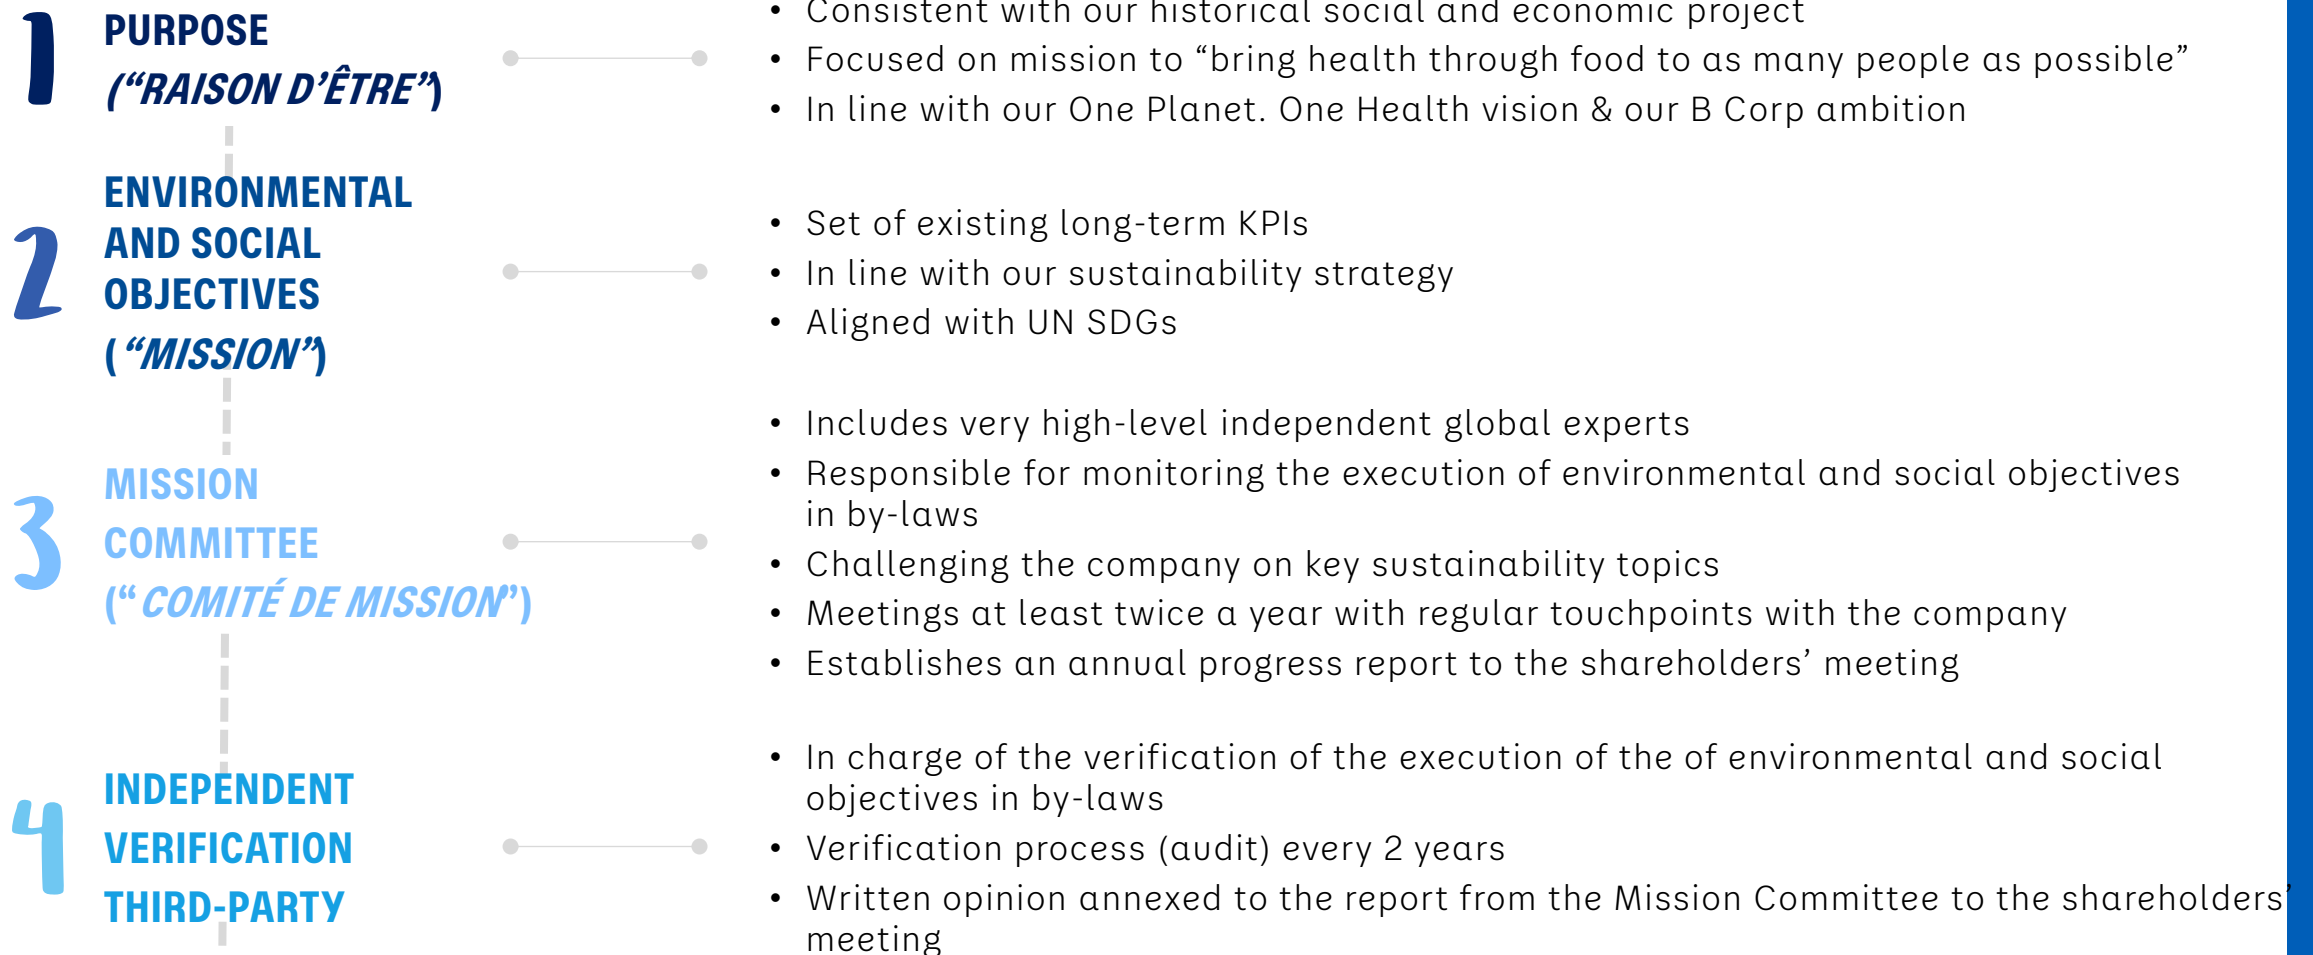 1
PURPOSE
(“RAISON D’ÊTRE”)
• Consistent with our historical social and economic project
• Focused on mission to “bring health through food to as many people as possible”
• In line with our One Planet. One Health vision & our B Corp ambition
2
ENVIRONMENTAL
AND SOCIAL
OBJECTIVES
(“MISSION”)
• Set of existing long-term KPIs
• In line with our sustainability strategy
• Aligned with UN SDGs
3
MISSION
COMMITTEE
(“COMITÉ DE MISSION”)
• Includes very high-level independent global experts
• Responsible for monitoring the execution of environmental and social objectives
in by-laws
• Challenging the company on key sustainability topics
• Meetings at least twice a year with regular touchpoints with the company
• Establishes an annual progress report to the shareholders’ meeting
4
INDEPENDENT
VERIFICATION
THIRD-PARTY
• In charge of the verification of the execution of the of environmental and social
objectives in by-laws
• Verification process (audit) every 2 years
• Written opinion annexed to the report from the Mission Committee to the shareholders’
meeting